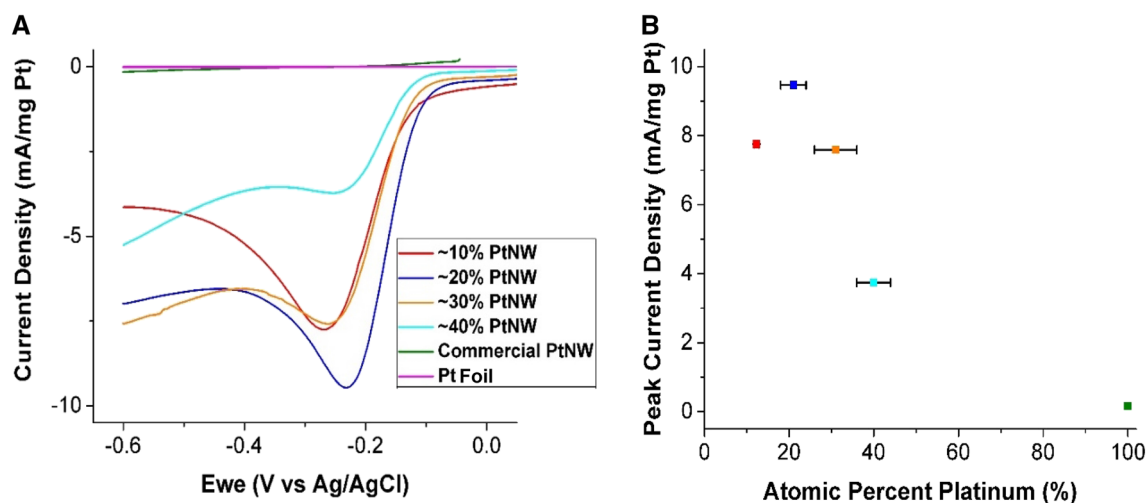 A
Current Density (mA/mg Pt)
0
-5
-10
-0.6
-0.4
-0.2
0.0
Ewe (V vs Ag/AgCl)
~10% PtNW
~20% PtNW
~30% PtNW
~40% PtNW
Commercial PtNW
Pt Foil
B
Peak Current Density (mA/mg Pt)
10
8
6
4
2
0
0
20
40
60
80
100
Atomic Percent Platinum (%)